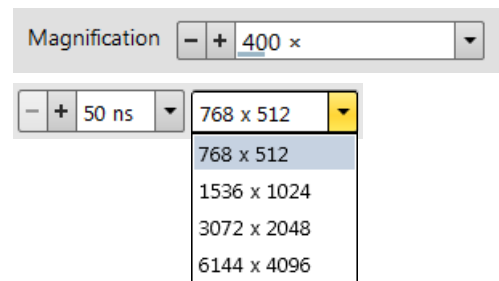 Magnification − + 400 ×
− + 50 ns 768 x 512
768 x 512
1536 x 1024
3072 x 2048
6144 x 4096